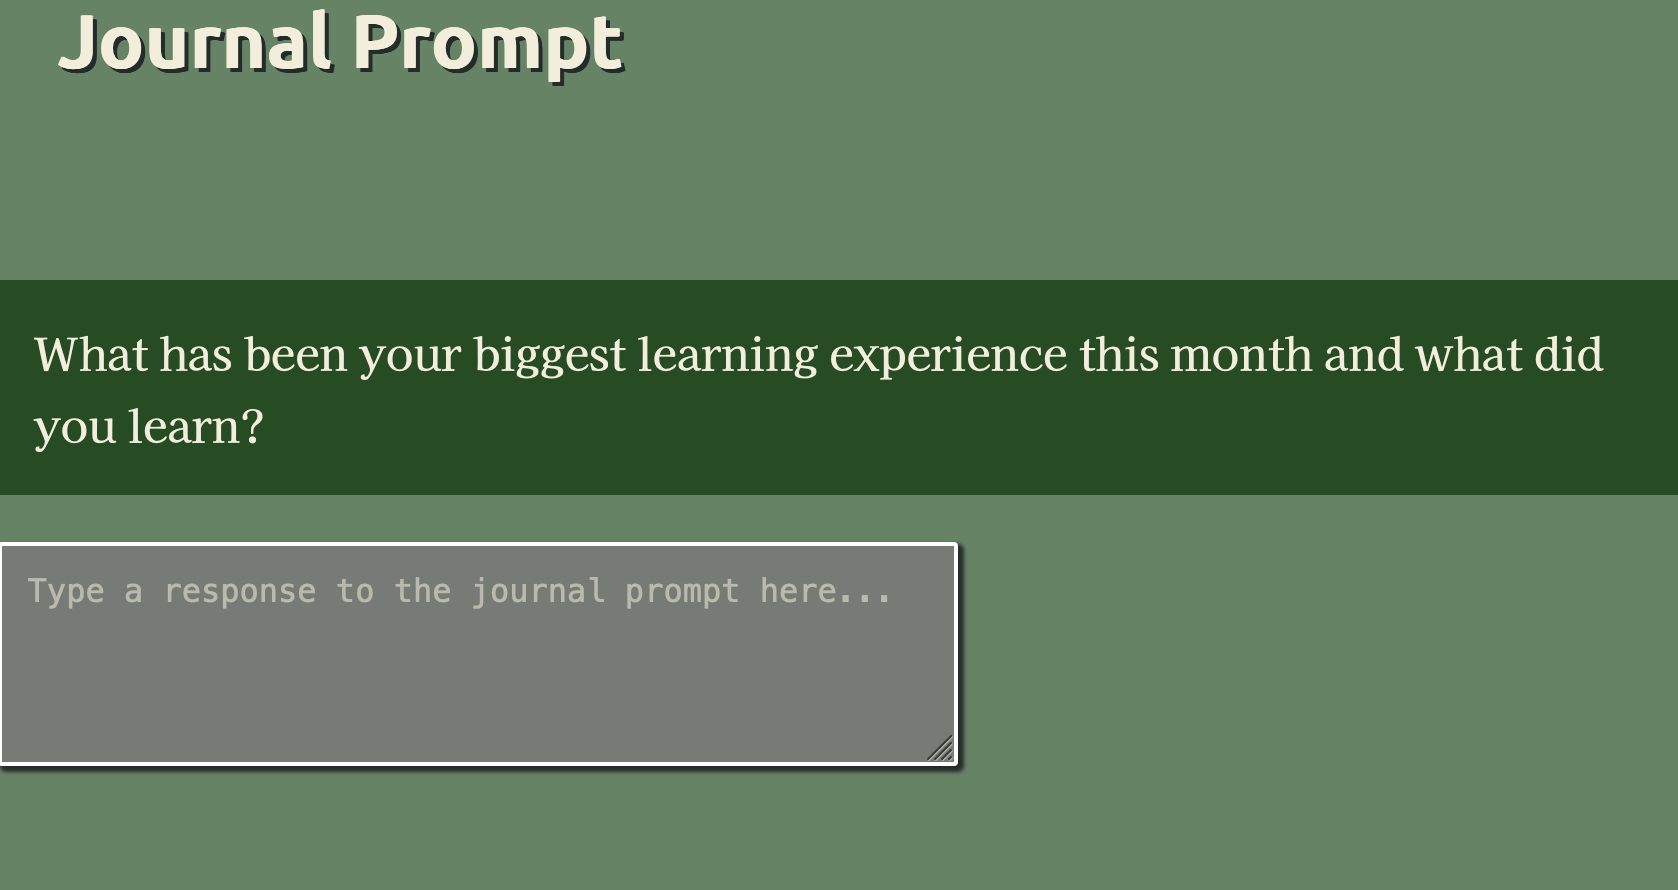 Journal Prompt
What has been your biggest learning experience this month and what did
you learn?
Type a response to the journal prompt here...